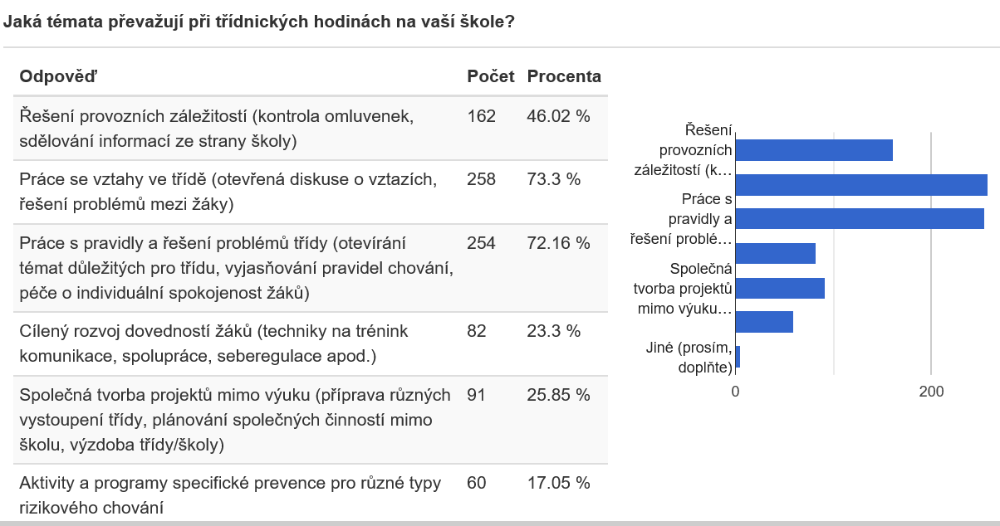 Jaká témata převažují při třídnických hodinách na vaší škole?
Odpověď Počet Procenta
Řešení provozních záležitostí (kontrola omluvenek, 162 46.02 %
sdělování informací ze strany školy)
Práce se vztahy ve třídě (otevřená diskuse o vztazích, 258 73.3 %
řešení problémů mezi žáky)
Práce s pravidly a řešení problémů třídy (otevírání 254 72.16 %
témat důležitých pro třídu, vyjasňování pravidel chování,
péče o individuální spokojenost žáků)
Cílený rozvoj dovedností žáků (techniky na trénink 82 23.3 %
komunikace, spolupráce, seberegulace apod.)
Společná tvorba projektů mimo výuku (příprava různých 91 25.85 %
vystoupení třídy, plánování společných činností mimo
školu, výzdoba třídy/školy)
Aktivity a programy specifické prevence pro různé typy 60 17.05 %
rizikového chování
Řešení
provozních
záležitostí (k…
Práce s
pravidly a
řešení problé…
Společná
tvorba projektů
mimo výuku…
Jiné (prosím,
doplňte)
0 200